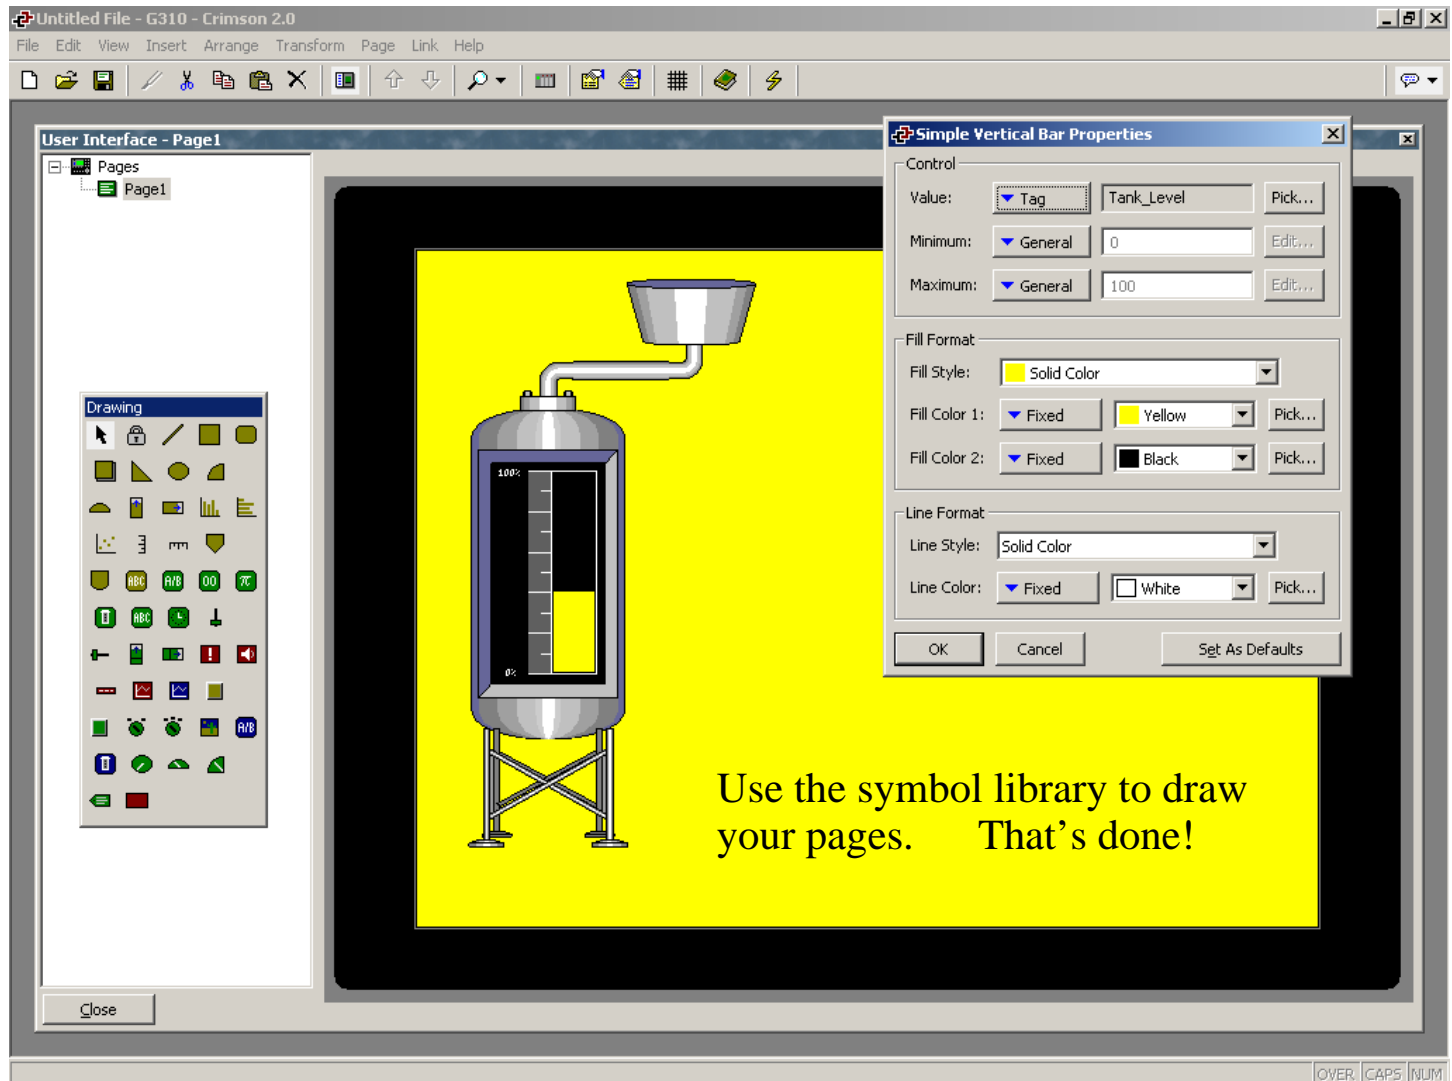 Untitled File - G310 - Crimson 2.0
File Edit View Insert Arrange Transform Page Link Help
User Interface - Page1
Pages
Page1
Drawing
ABC A/B 00 π
ABC
A/B
100%
0%
Use the symbol library to draw
your pages. That’s done!
Simple Vertical Bar Properties
Control
Value: Tag Tank_Level Pick...
Minimum: General 0 Edit...
Maximum: General 100 Edit...
Fill Format
Fill Style: Solid Color
Fill Color 1: Fixed Yellow Pick...
Fill Color 2: Fixed Black Pick...
Line Format
Line Style: Solid Color
Line Color: Fixed White Pick...
OK Cancel Set As Defaults
Close
OVER CAPS NUM